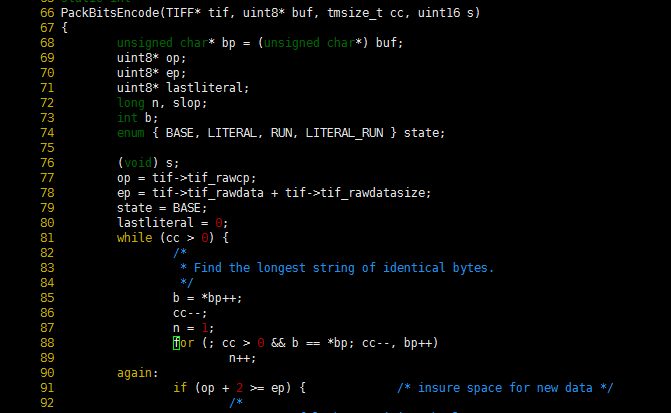 66 PackBitsEncode(TIFF* tif, uint8* buf, tmsize_t cc, uint16 s)
67 {
68         unsigned char* bp = (unsigned char*) buf;
69         uint8* op;
70         uint8* ep;
71         uint8* lastliteral;
72         long n, slop;
73         int b;
74         enum { BASE, LITERAL, RUN, LITERAL_RUN } state;
75
76         (void) s;
77         op = tif->tif_rawcp;
78         ep = tif->tif_rawdata + tif->tif_rawdatasize;
79         state = BASE;
80         lastliteral = 0;
81         while (cc > 0) {
82                 /*
83                  * Find the longest string of identical bytes.
84                  */
85                 b = *bp++;
86                 cc--;
87                 n = 1;
88                 for (; cc > 0 && b == *bp; cc--, bp++)
89                         n++;
90         again:
91                 if (op + 2 >= ep) {             /* insure space for new data */
92                         /*